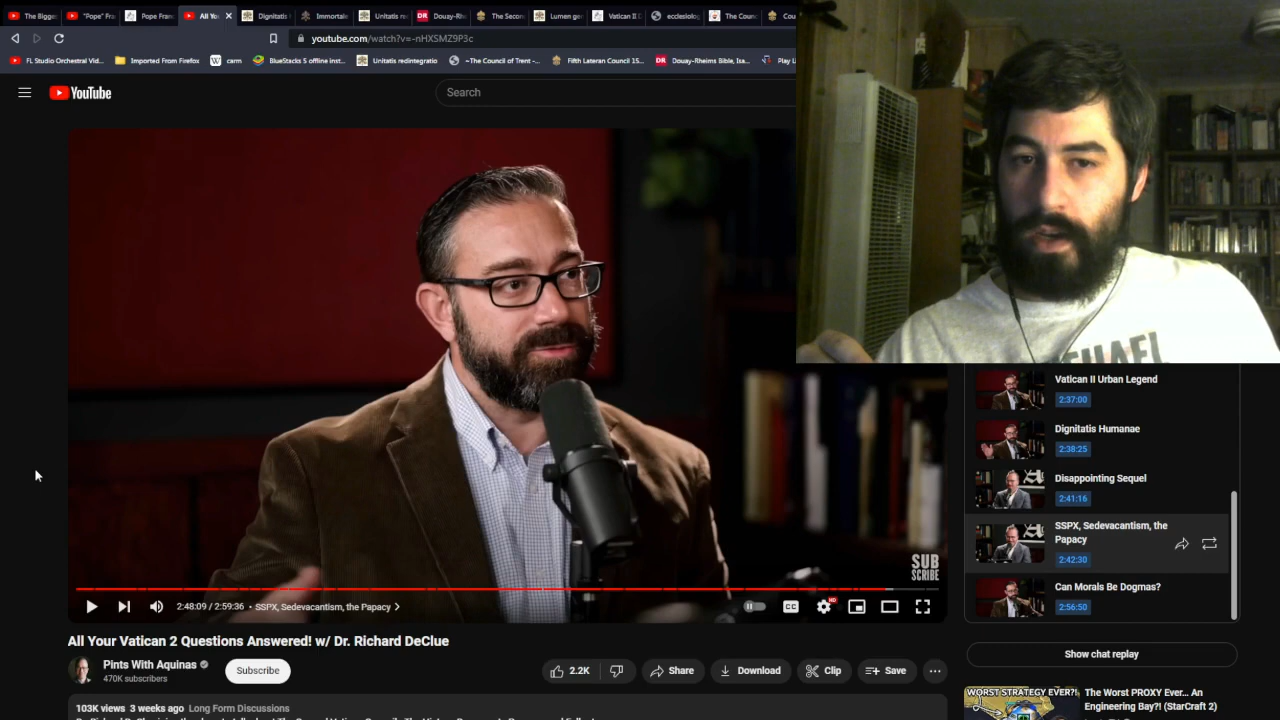 The Bigges
"Pope" Fra
Pope Fran
All Yo
Dignitatis H
Immortale
Unitatis re
Douay-Rhe
The Secon
Lumen gen
Vatican II D
ecclesiolog
The Counc
Cou
youtube.com/watch?v=-nHXSMZ9P3c
FL Studio Orchestral Vid...
Imported From Firefox
carm
BlueStacks 5 offline inst...
Unitatis redintegratio
~The Council of Trent -...
Fifth Lateran Council 15...
Douay-Rheims Bible, Isa...
Play Li
YouTube
Search
SUB
SCRIBE
2:48:09 / 2:59:36 • SSPX, Sedevacantism, the Papacy
CC
HD
All Your Vatican 2 Questions Answered! w/ Dr. Richard DeClue
Pints With Aquinas
470K subscribers
Subscribe
2.2K
Share
Download
Clip
Save
103K views 3 weeks ago Long Form Discussions
Vatican II Urban Legend
2:37:00
Dignitatis Humanae
2:38:25
Disappointing Sequel
2:41:16
SSPX, Sedevacantism, the
Papacy
2:42:30
Can Morals Be Dogmas?
2:56:50
Show chat replay
WORST STRATEGY EVER?!
The Worst PROXY Ever... An
Engineering Bay?! (StarCraft 2)